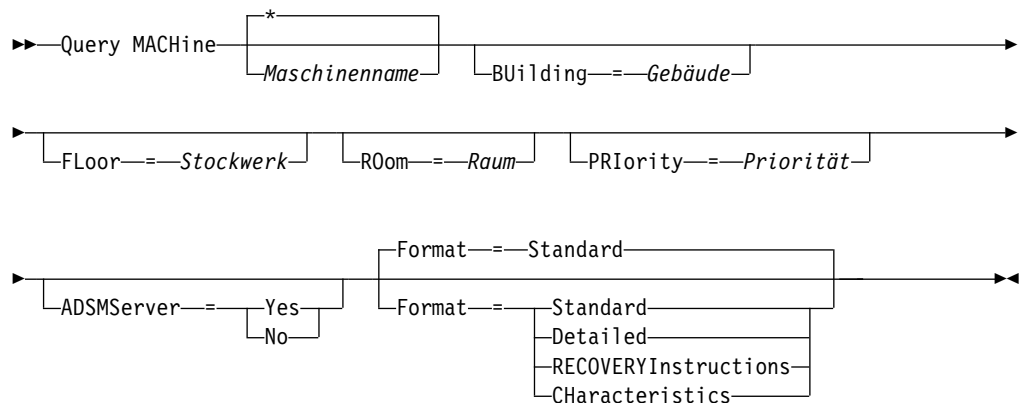 *
Query MACHine
Maschinenname
BUilding = Gebäude
FLoor = Stockwerk
ROom = Raum
PRIority = Priorität
Format = Standard
ADSMServer = Yes
No
Format = Standard
Detailed
RECOVERYInstructions
CHaracteristics